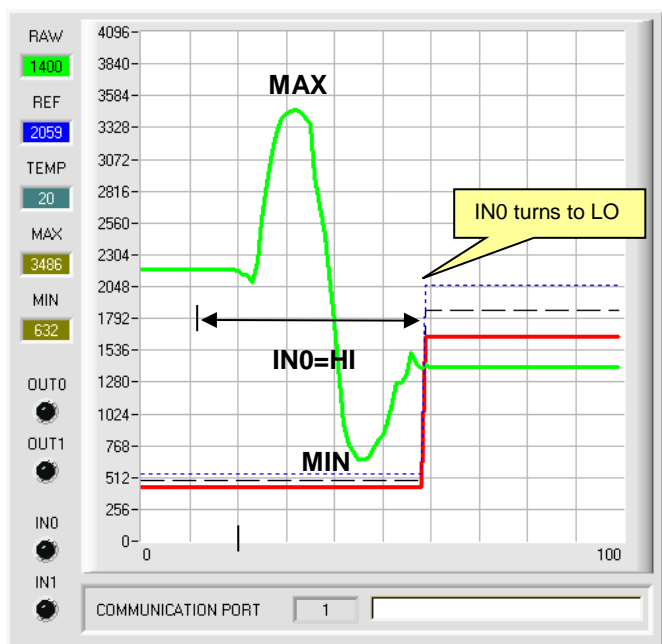 RAW
1400
REF
2059
TEMP
20
MAX
3486
MIN
632
OUT0
OUT1
IN0
IN1
4096
3840
3584
3328
3072
2816
2560
2304
2048
1792
1536
1280
1024
768
512
256
0
0
100
MAX
IN0 turns to LO
IN0=HI
MIN
COMMUNICATION PORT 1